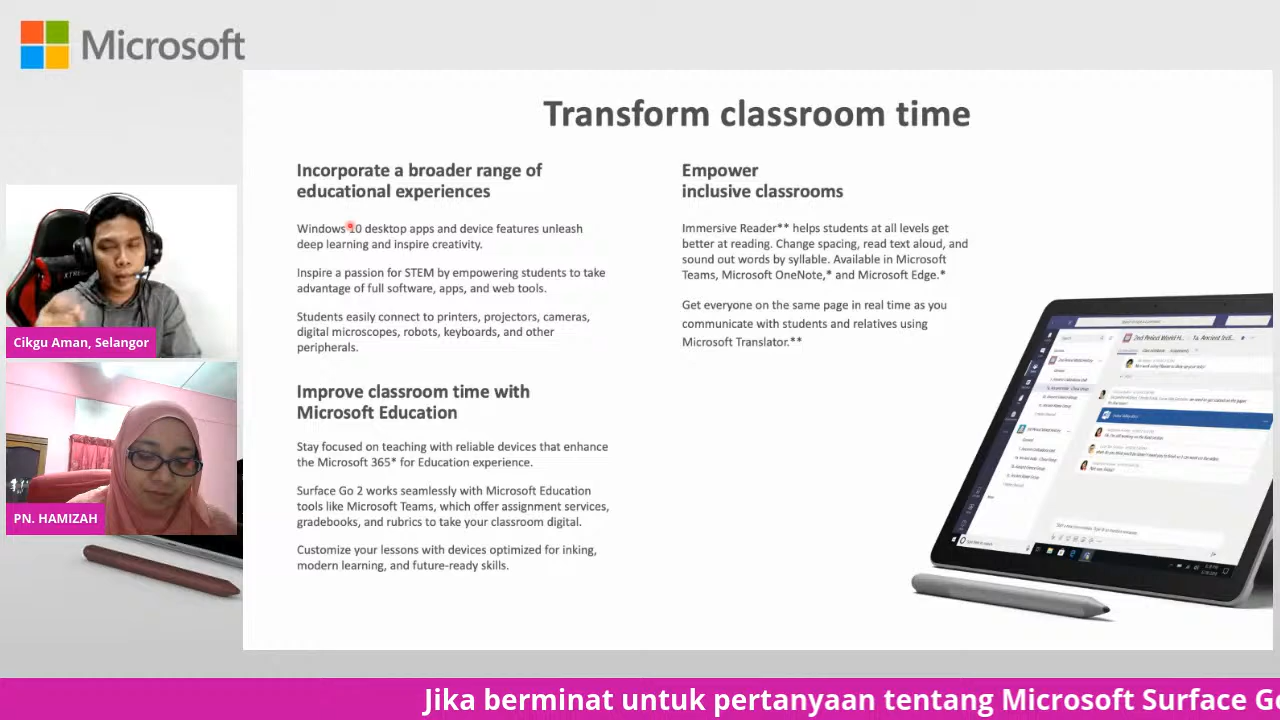 Microsoft
Transform classroom time
Incorporate a broader range of
educational experiences
Windows 10 desktop apps and device features unleash
deep learning and inspire creativity.
Inspire a passion for STEM by empowering students to take
advantage of full software, apps, and web tools.
Students easily connect to printers, projectors, cameras,
digital microscopes, robots, keyboards, and other
peripherals.
Improve classroom time with
Microsoft Education
Stay focused on teaching with reliable devices that enhance
the Microsoft 365* for Education experience.
Surface Go 2 works seamlessly with Microsoft Education
tools like Microsoft Teams, which offer assignment services,
gradebooks, and rubrics to take your classroom digital.
Customize your lessons with devices optimized for inking,
modern learning, and future-ready skills.
Empower
inclusive classrooms
Immersive Reader** helps students at all levels get
better at reading. Change spacing, read text aloud, and
sound out words by syllable. Available in Microsoft
Teams, Microsoft OneNote,* and Microsoft Edge.*
Get everyone on the same page in real time as you
communicate with students and relatives using
Microsoft Translator.**
Cikgu Aman, Selangor
PN. HAMIZAH
Jika berminat untuk pertanyaan tentang Microsoft Surface